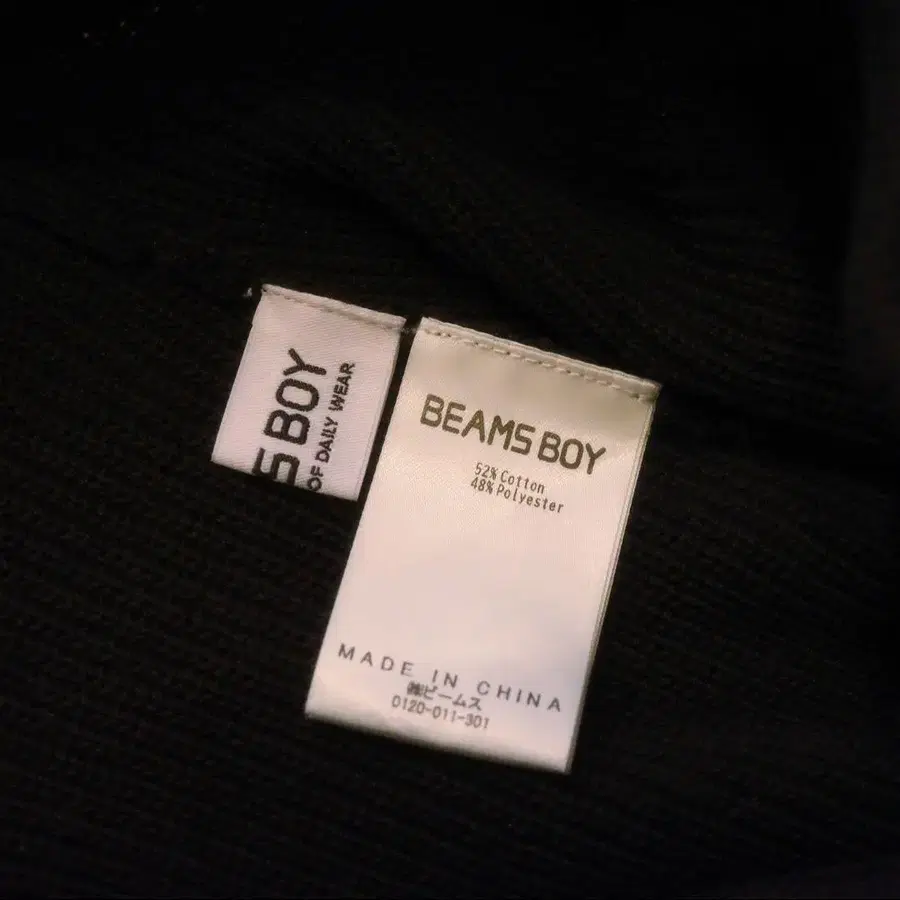 S BOY
OF DAILY WEAR
BEAMS BOY
52% Cotton
48% Polyester
MADE IN CHINA
㈱ビームス
0120-011-301